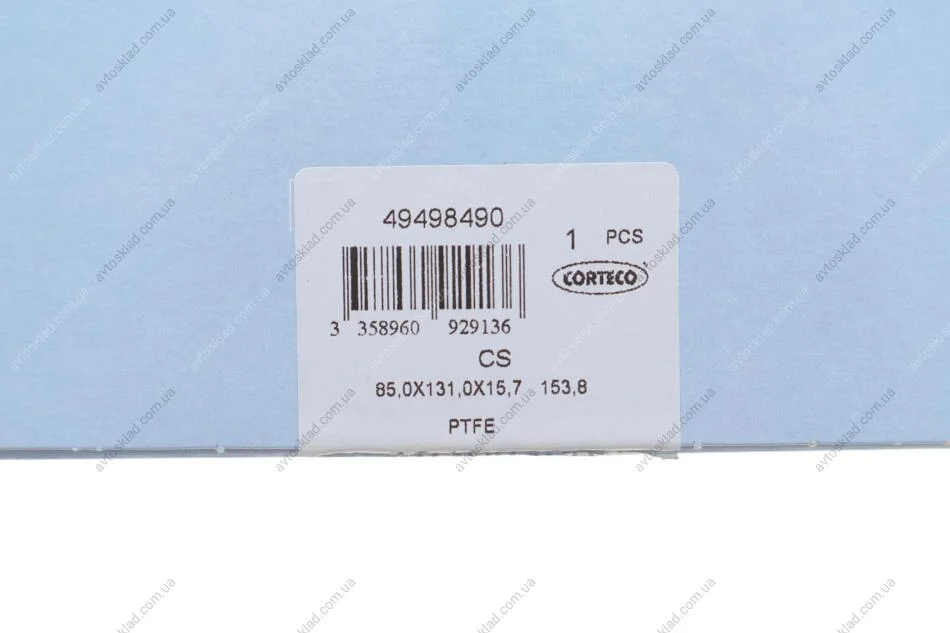 49498490
1 PCS
CORTECO
3 358960 929136
CS
85,0X131,0X15,7 153,8
PTFE
avtosklad.com.ua